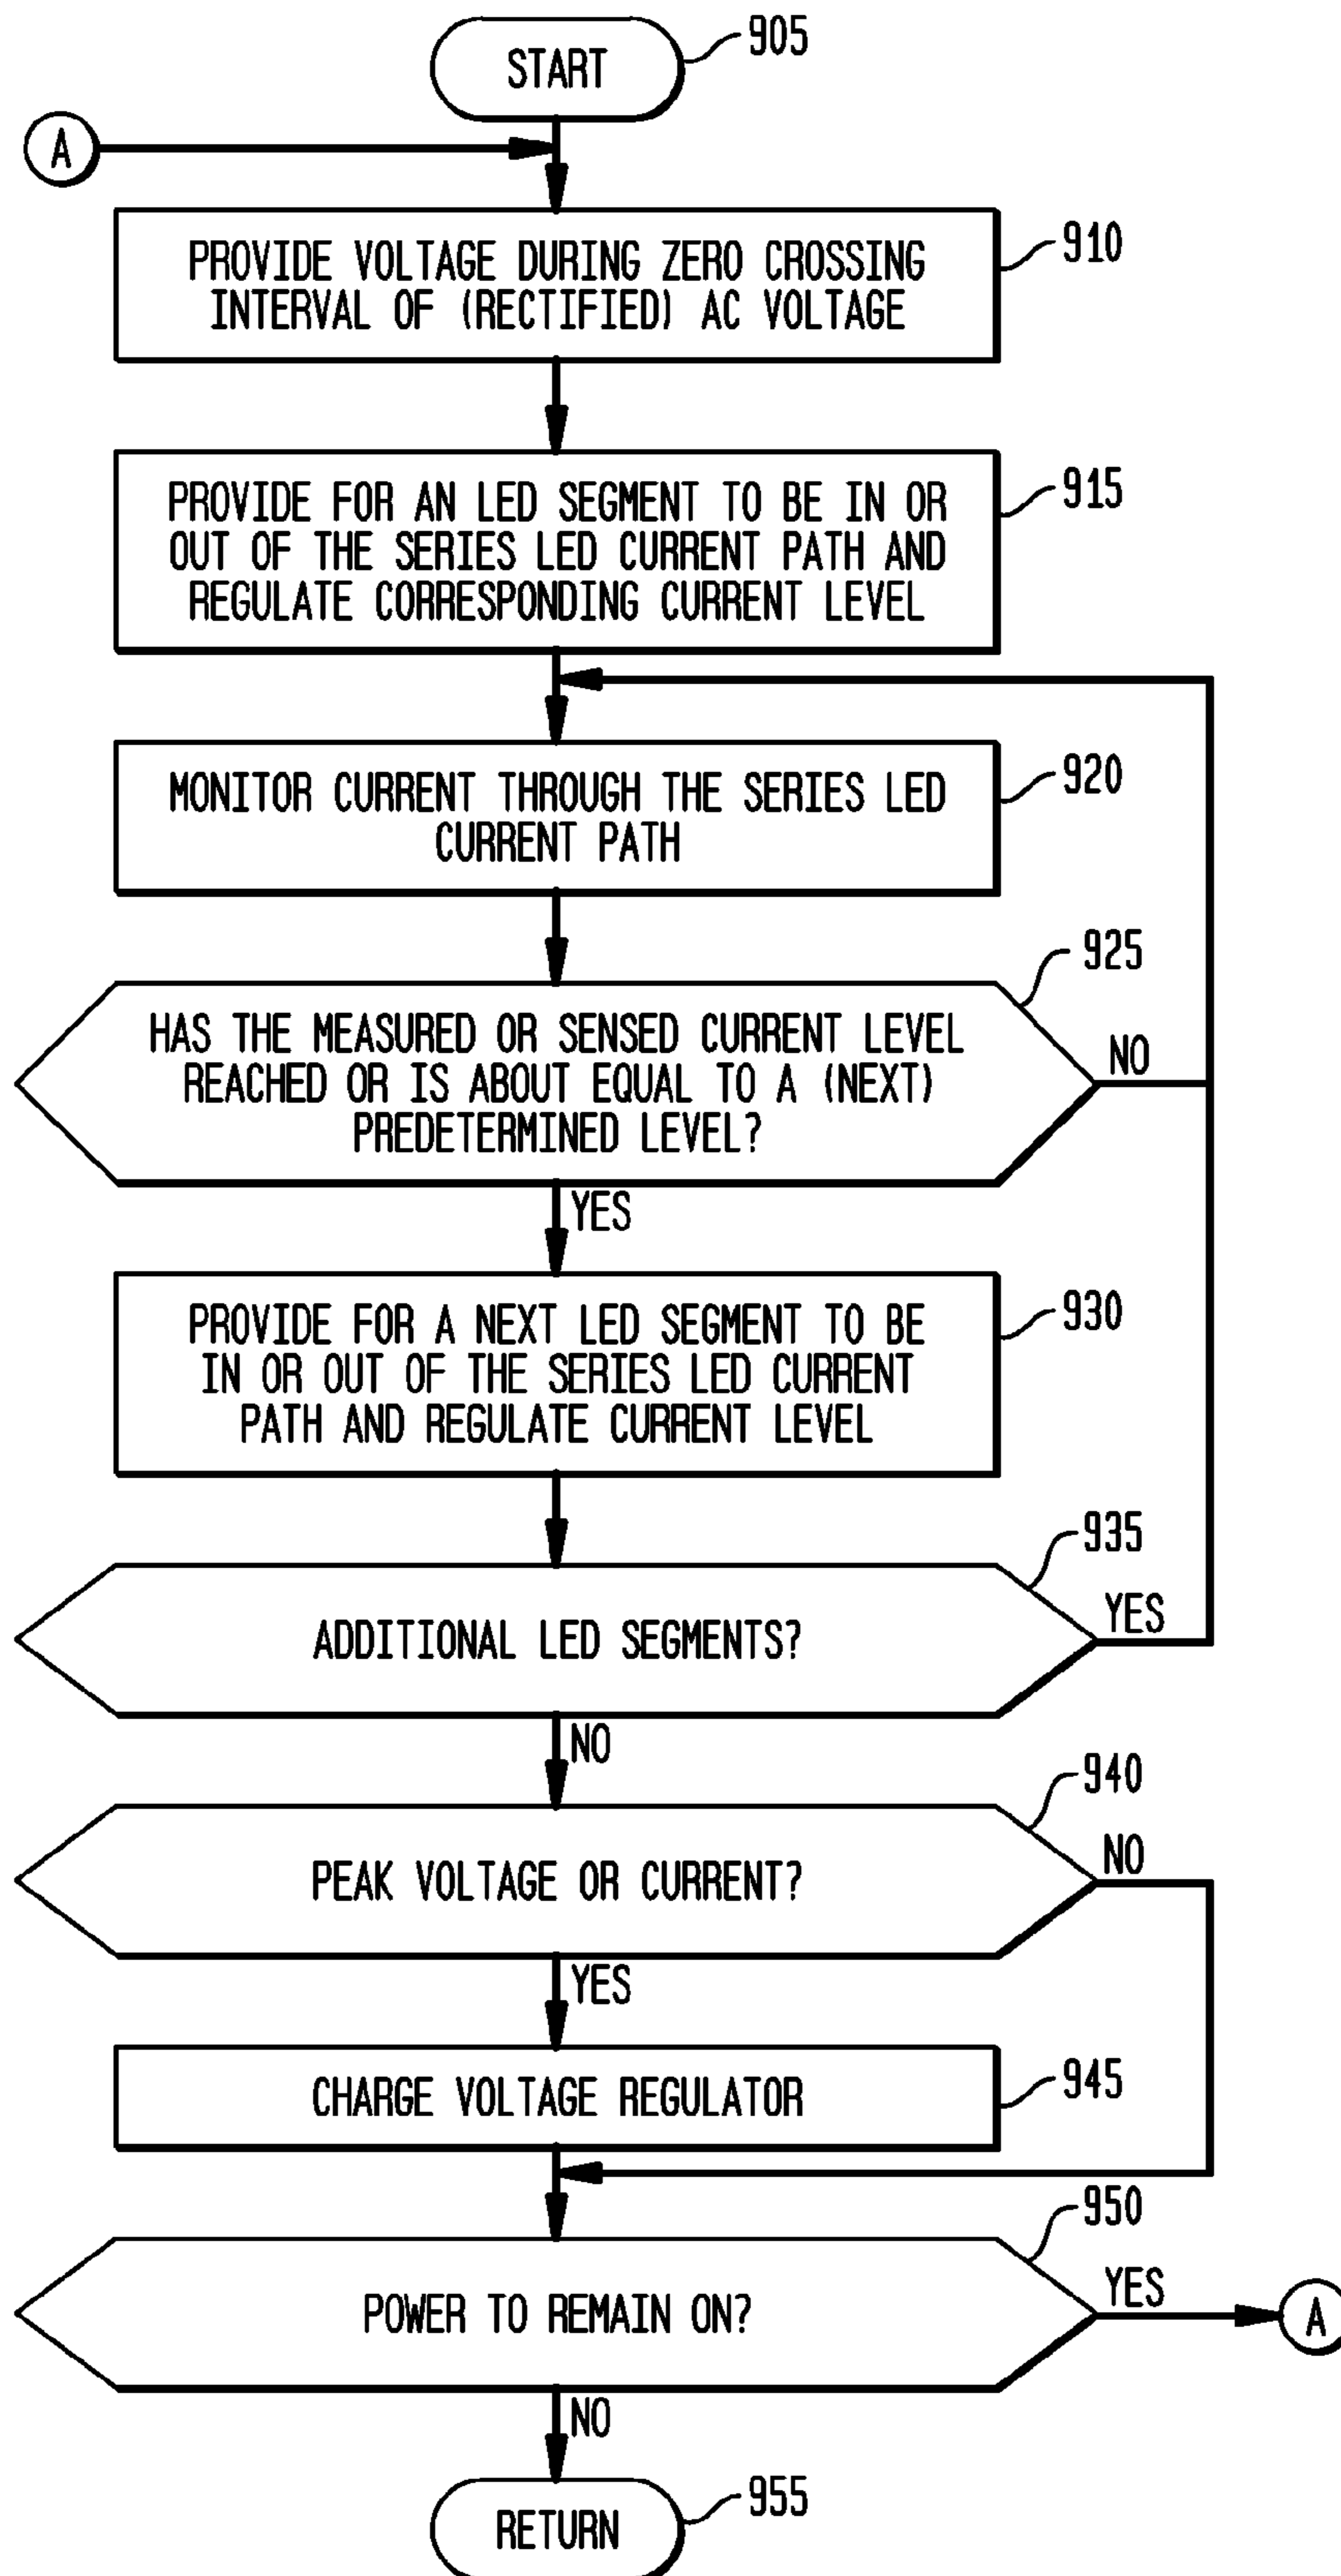 START
905
A
PROVIDE VOLTAGE DURING ZERO CROSSING
INTERVAL OF (RECTIFIED) AC VOLTAGE
910
PROVIDE FOR AN LED SEGMENT TO BE IN OR
OUT OF THE SERIES LED CURRENT PATH AND
REGULATE CORRESPONDING CURRENT LEVEL
915
MONITOR CURRENT THROUGH THE SERIES LED
CURRENT PATH
920
925
HAS THE MEASURED OR SENSED CURRENT LEVEL
REACHED OR IS ABOUT EQUAL TO A (NEXT)
PREDETERMINED LEVEL?
NO
YES
PROVIDE FOR A NEXT LED SEGMENT TO BE
IN OR OUT OF THE SERIES LED CURRENT
PATH AND REGULATE CURRENT LEVEL
930
935
ADDITIONAL LED SEGMENTS?
YES
NO
940
PEAK VOLTAGE OR CURRENT?
NO
YES
CHARGE VOLTAGE REGULATOR
945
950
POWER TO REMAIN ON?
YES
A
NO
RETURN
955